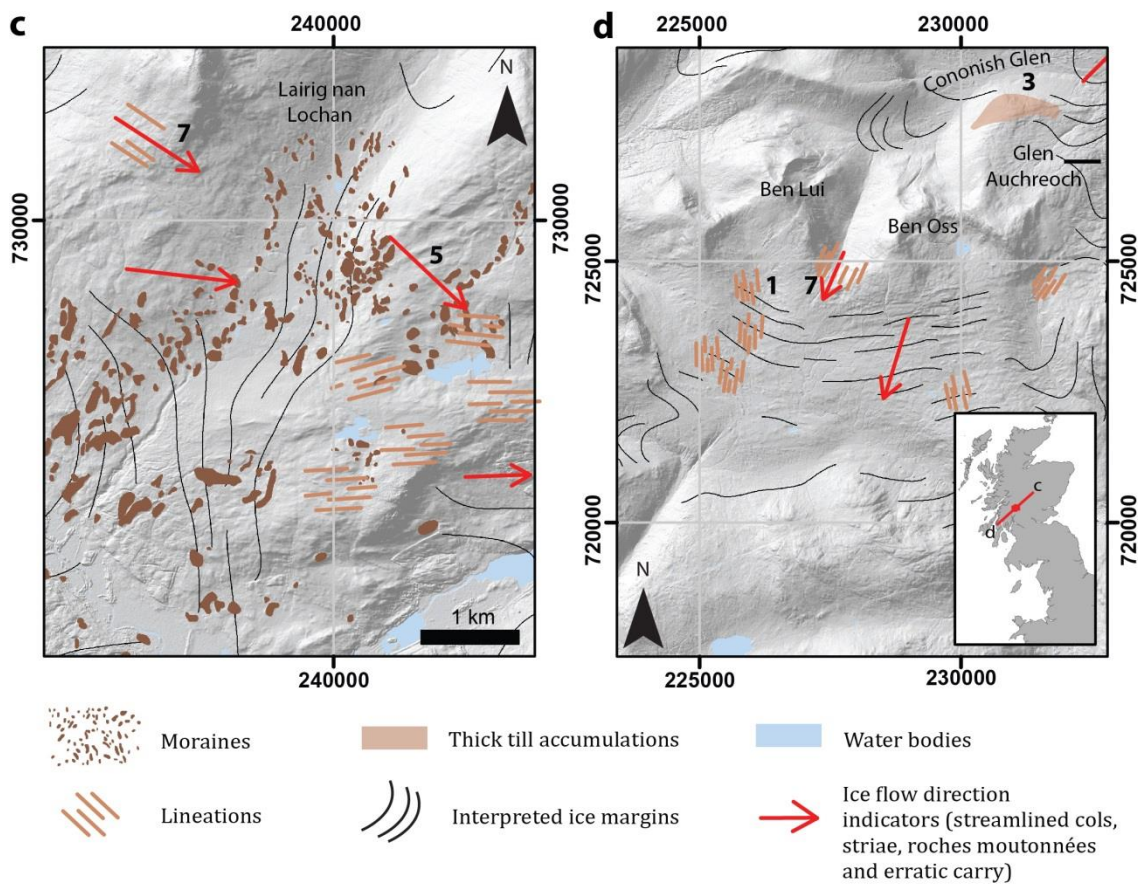 c
240000
Lairig nan
Lochan
N
7
730000
730000
5
1 km
240000
d
225000
230000
Cononish Glen
3
Glen
Auchreoch
Ben Lui
Ben Oss
725000
725000
1
7
720000
720000
c
d
N
225000
230000
Moraines
Thick till accumulations
Water bodies
Lineations
Interpreted ice margins
Ice flow direction
indicators (streamlined cols,
striae, roches moutonnées
and erratic carry)